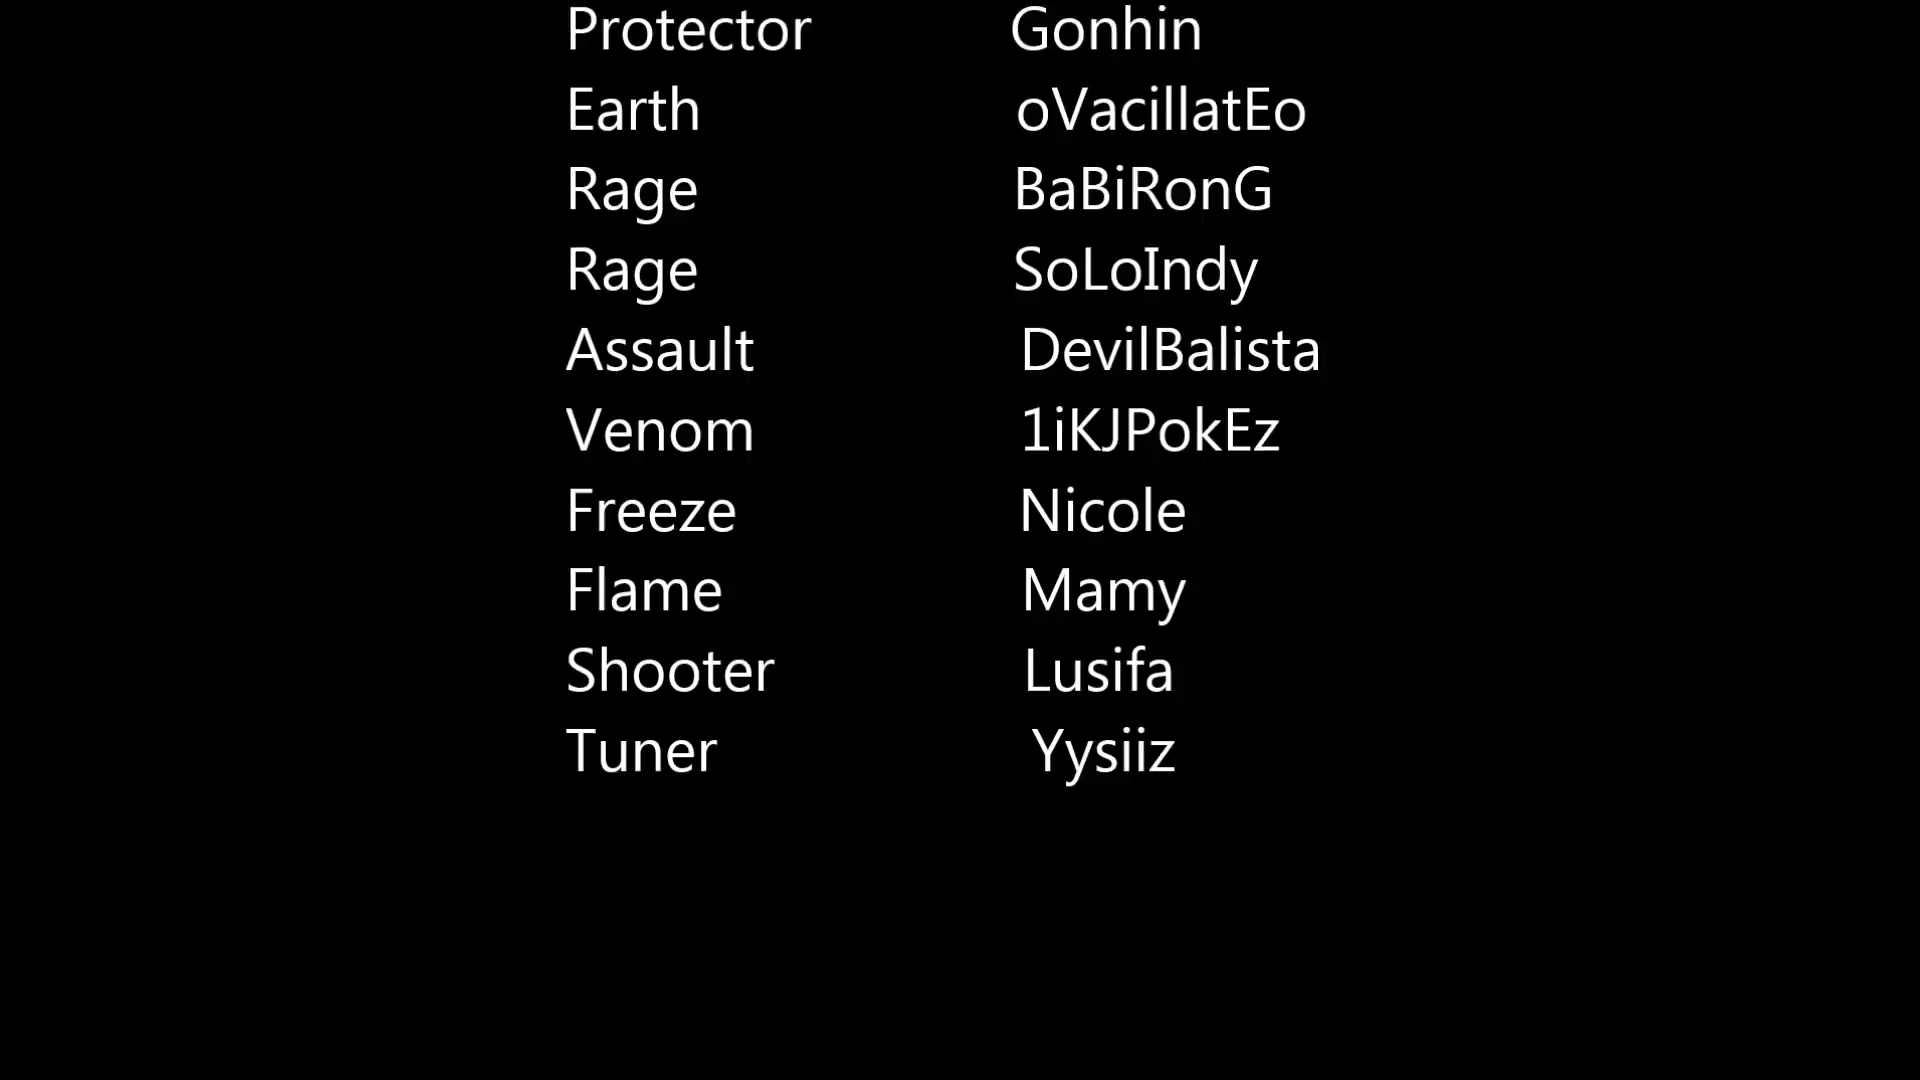 Protector Gonhin
Earth oVacillatEo
Rage BaBiRonG
Rage SoLoIndy
Assault DevilBalista
Venom 1iKJPokEz
Freeze Nicole
Flame Mamy
Shooter Lusifa
Tuner Yysiiz